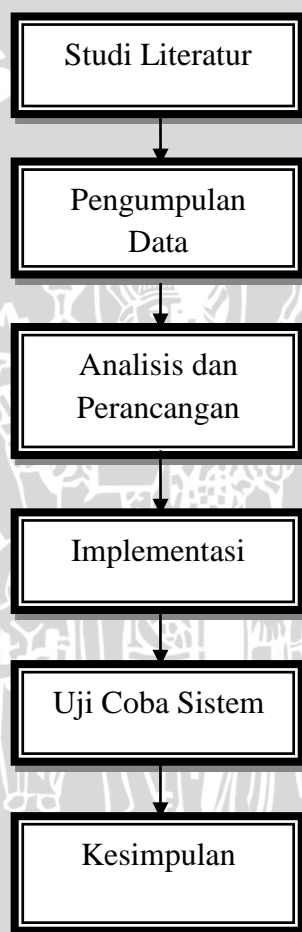 Studi Literatur
Pengumpulan
Data
Analisis dan
Perancangan
Implementasi
Uji Coba Sistem
Kesimpulan